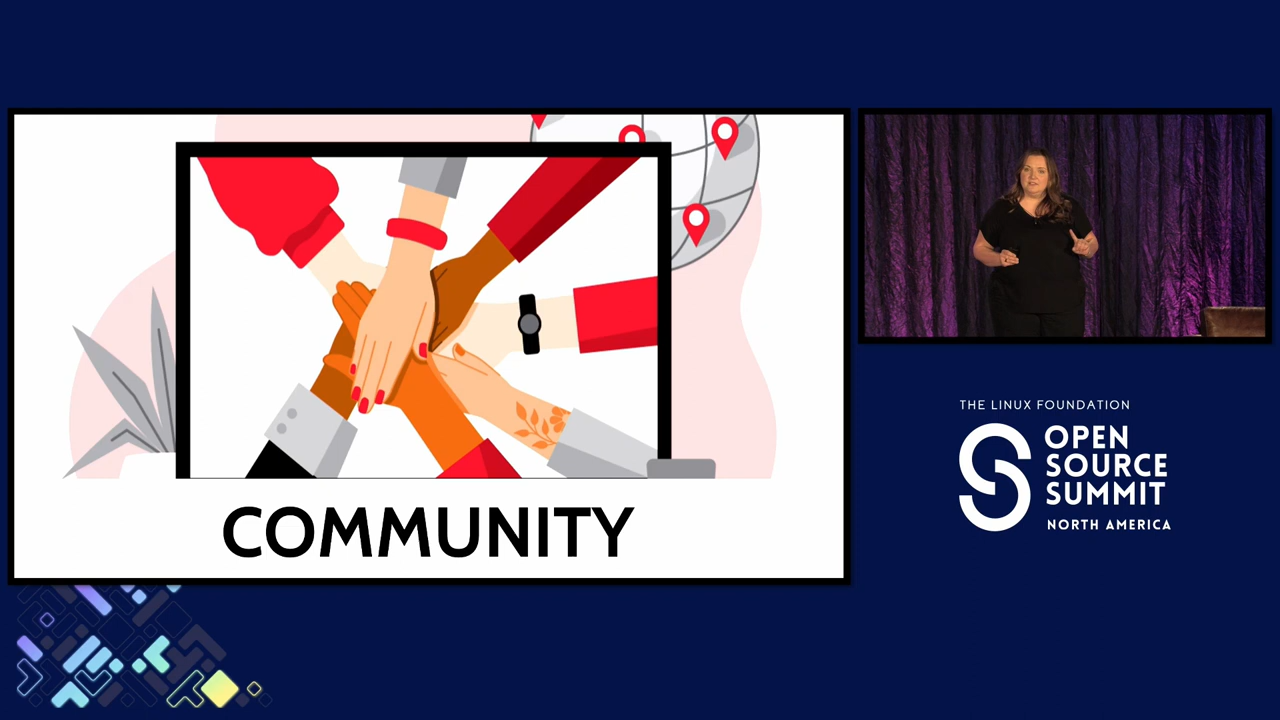 COMMUNITY
THE LINUX FOUNDATION
OPEN
SOURCE
SUMMIT
NORTH AMERICA